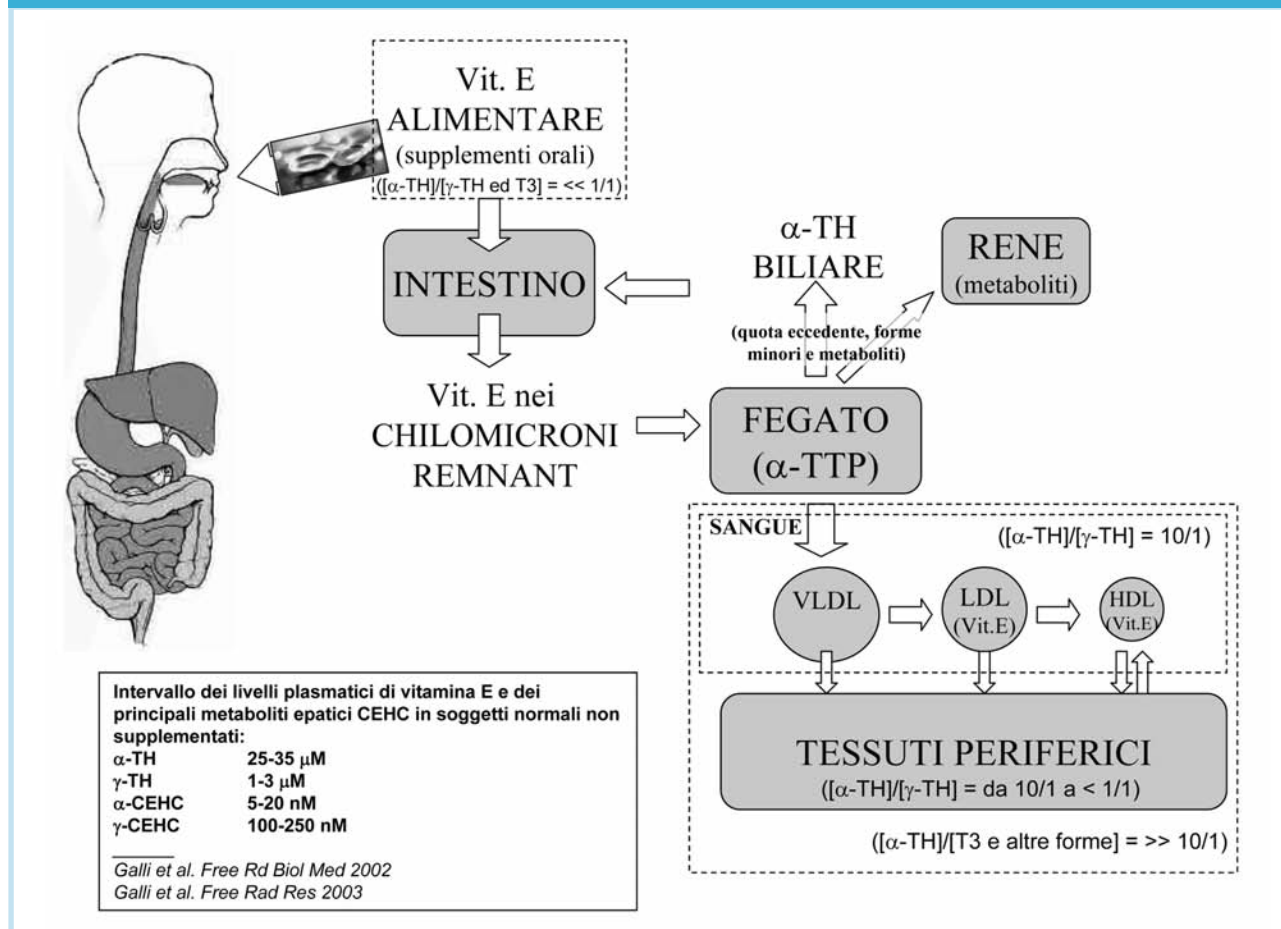 Vit. E
ALIMENTARE
(supplementi orali)
([α-TH]/[γ-TH ed T3] = << 1/1)
INTESTINO
α-TH
BILIARE
RENE
(metaboliti)
(quota eccedente, forme
minori e metaboliti)
Vit. E nei
CHILOMICRONI
REMNANT
FEGATO
(α-TTP)
SANGUE
([α-TH]/[γ-TH] = 10/1)
VLDL
LDL
(Vit.E)
HDL
(Vit.E)
TESSUTI PERIFERICI
([α-TH]/[γ-TH] = da 10/1 a < 1/1)
([α-TH]/[T3 e altre forme] = >> 10/1)
Intervallo dei livelli plasmatici di vitamina E e dei
principali metaboliti epatici CEHC in soggetti normali non
supplementati:
α-TH 25-35 μM
γ-TH 1-3 μM
α-CEHC 5-20 nM
γ-CEHC 100-250 nM
Galli et al. Free Rd Biol Med 2002
Galli et al. Free Rad Res 2003